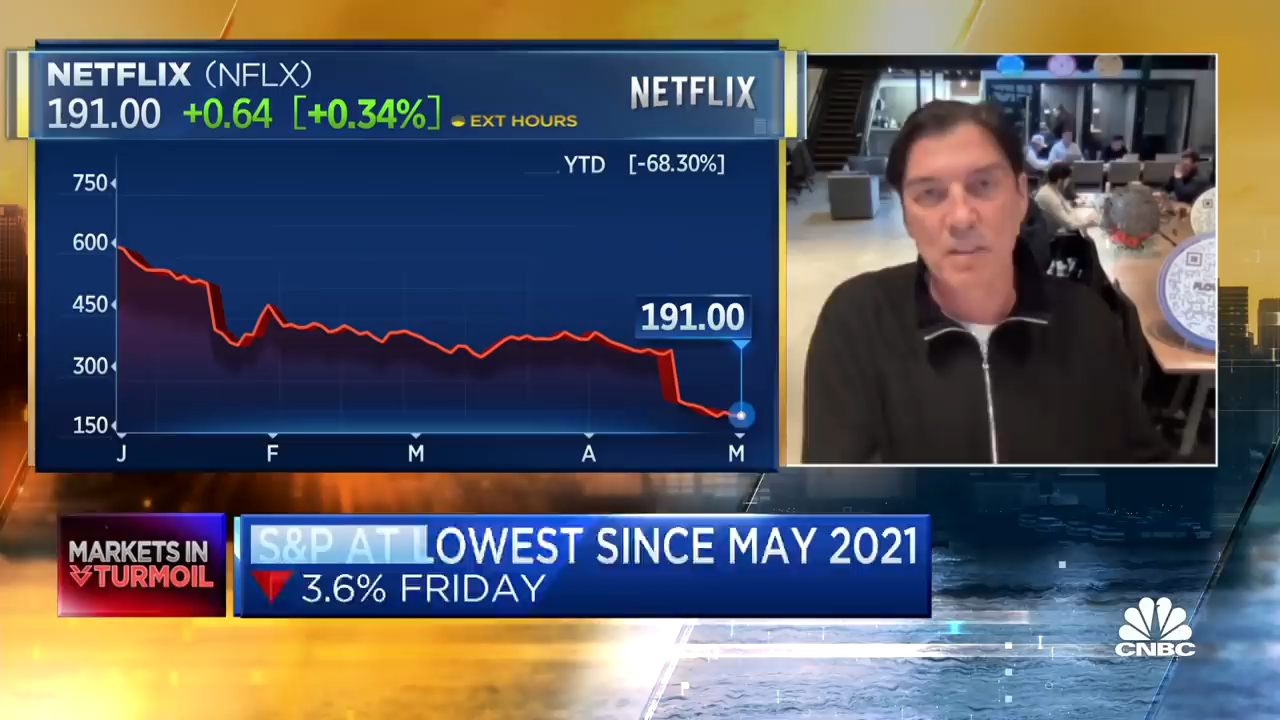 NETFLIX (NFLX)
191.00 +0.64 [+0.34%] EXT HOURS
NETFLIX
YTD [-68.30%]
750
600
450
300
150
191.00
J F M A M
MARKETS IN
TURMOIL
S&P AT LOWEST SINCE MAY 2021
3.6% FRIDAY
CNBC